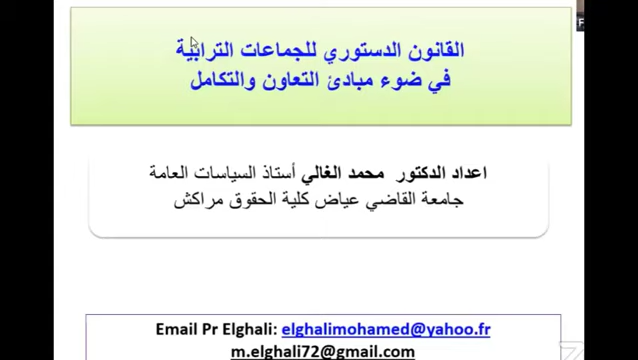 القانون الدستوري للجماعات الترابية
في ضوء مبادئ التعاون والتكامل
اعداد الدكتور محمد الغالي أستاذ السياسات العامة
جامعة القاضي عياض كلية الحقوق مراكش
Email Pr Elghali: elghalimohamed@yahoo.fr
m.elghali72@gmail.com